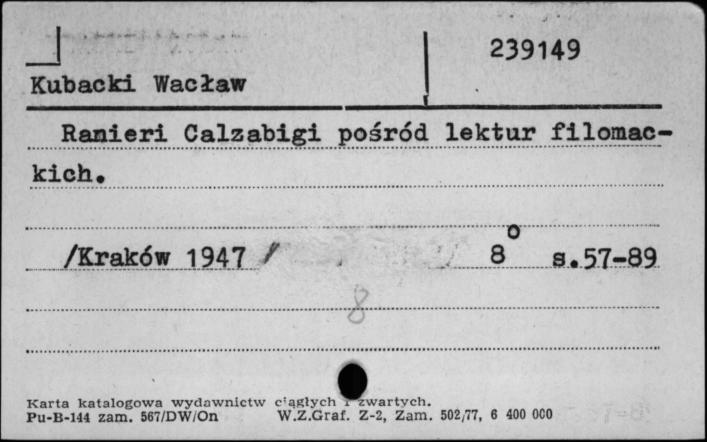 239149
Kubacki Wacław
Ranieri Calzabigi pośród lektur filomac-
kich.
/Kraków 1947 / 8° s.57-89
8
Karta katalogowa wydawnictw ciągłych i zwartych.
Pu-B-144 zam. 567/DW/On W.Z.Graf. Z-2, Zam. 502/77, 6 400 000